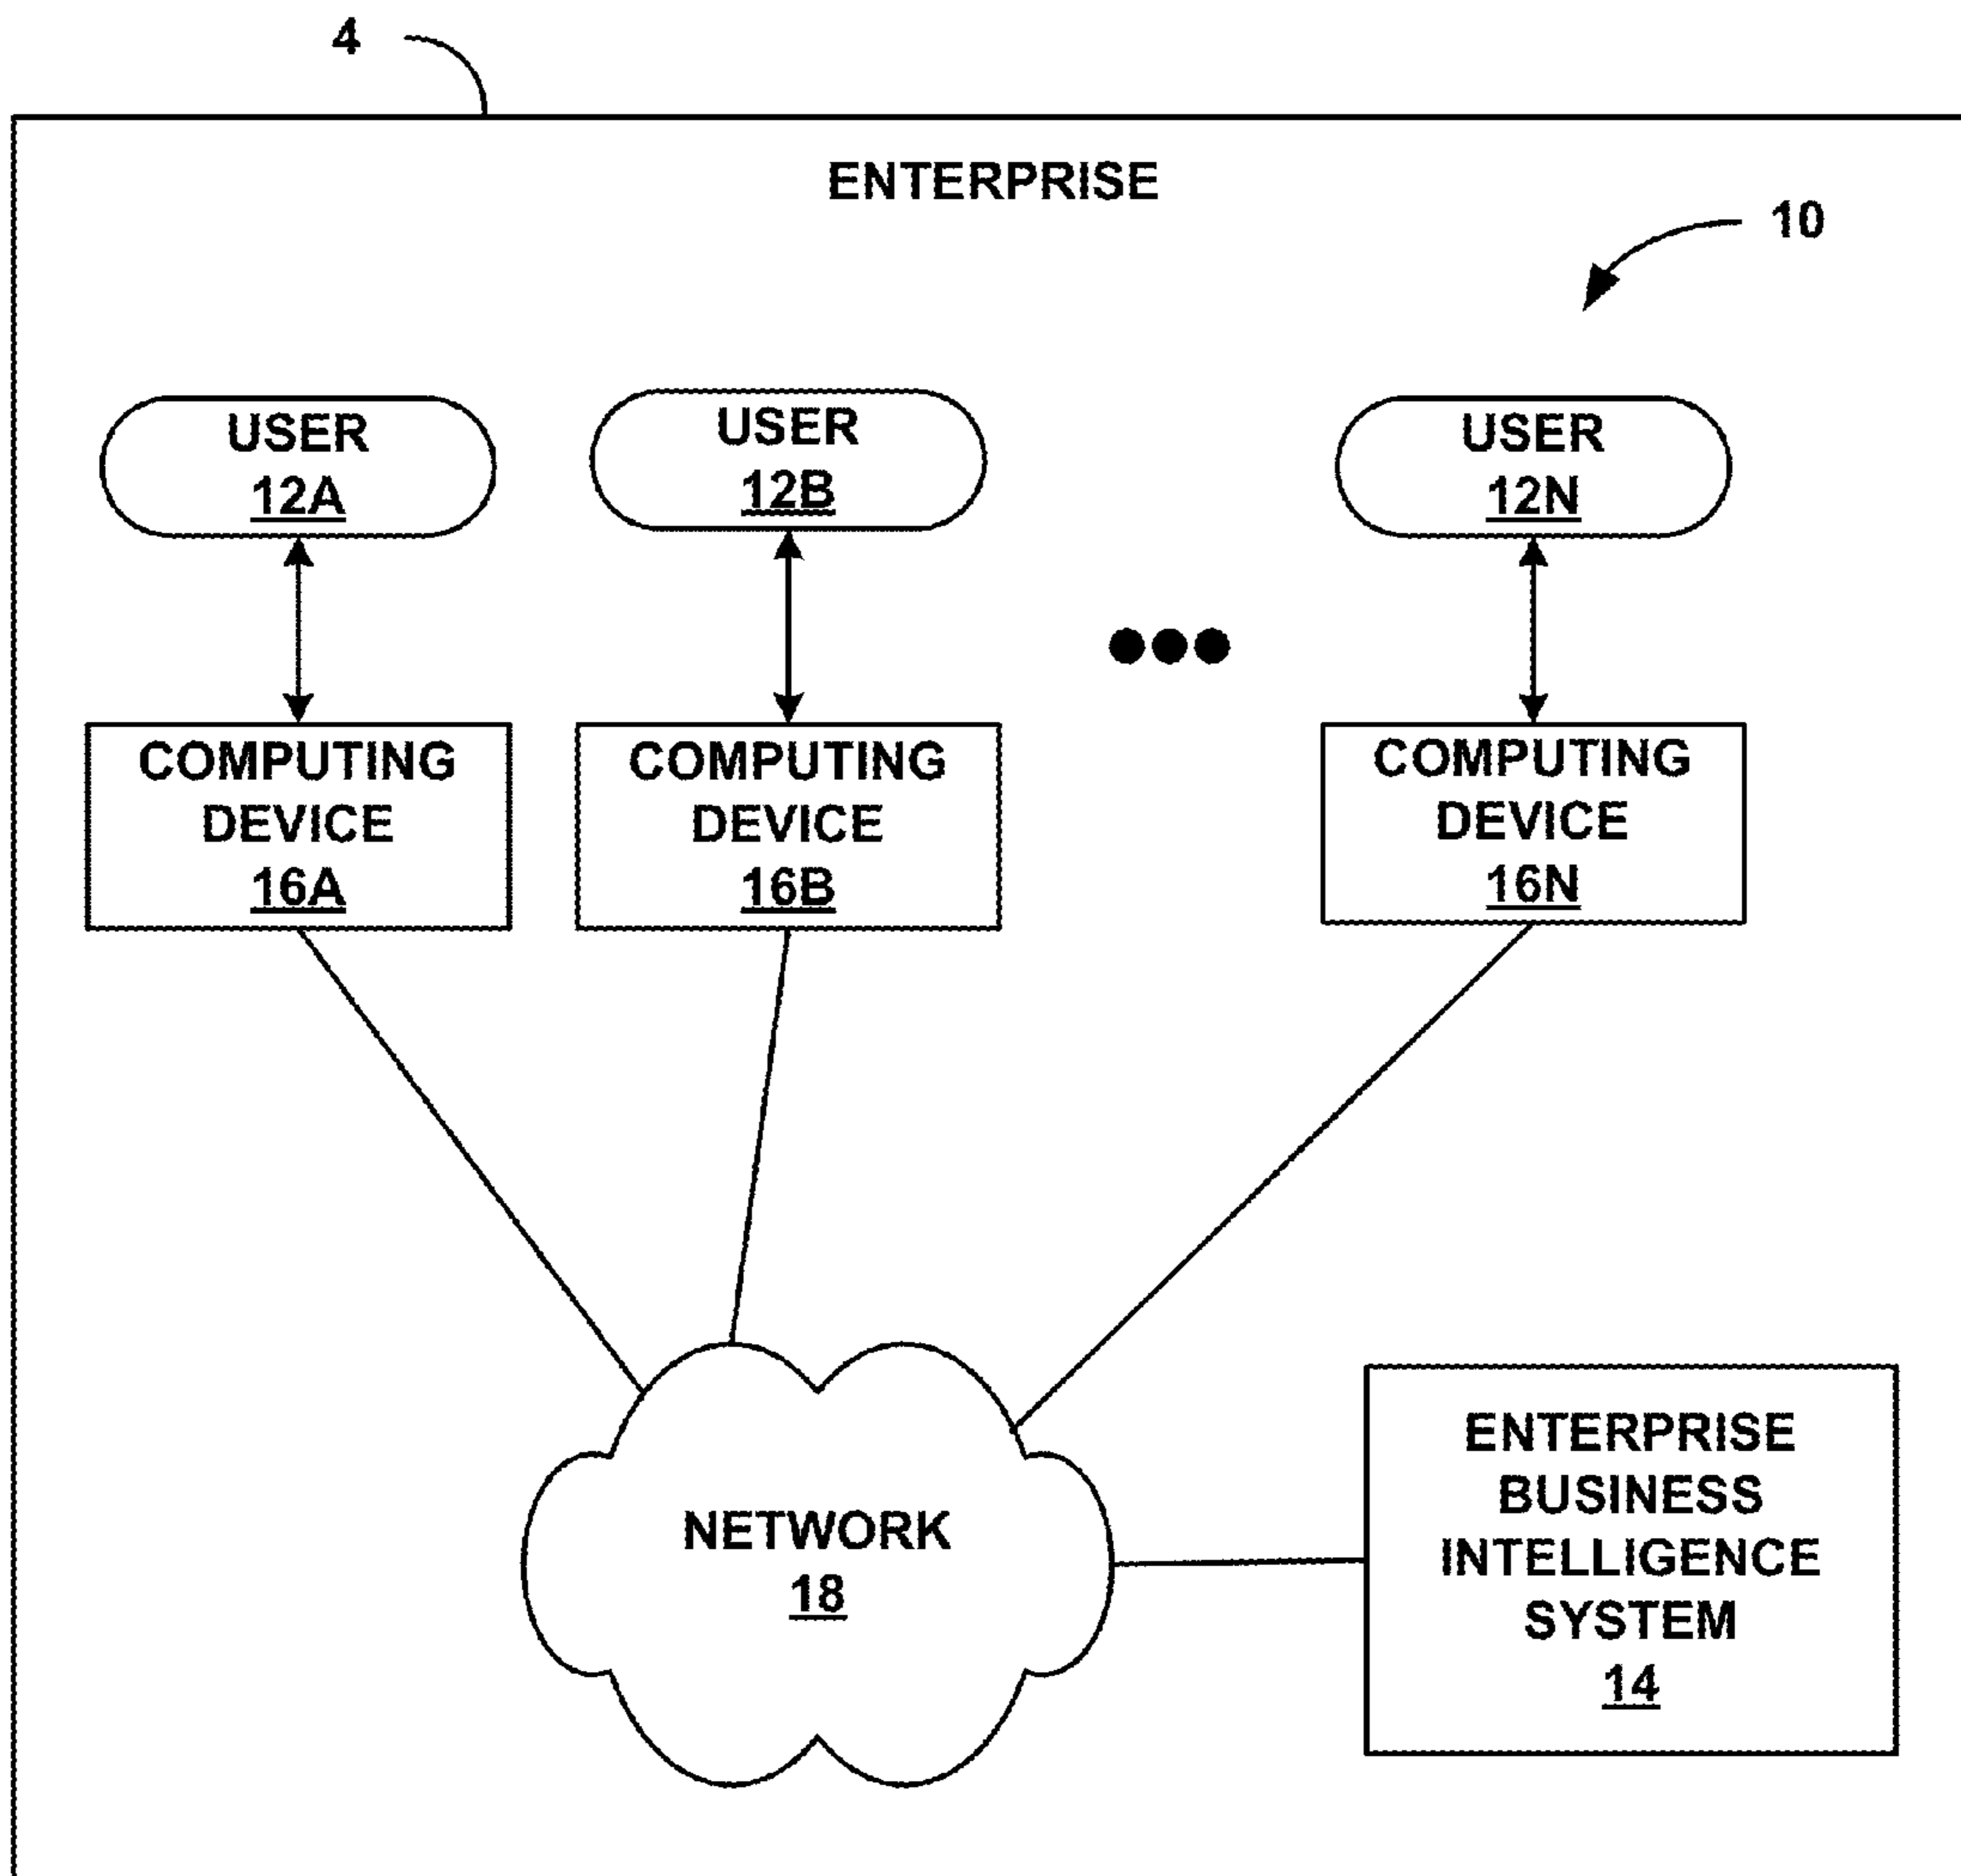 4
ENTERPRISE
10
USER
12A
USER
12B
USER
12N
COMPUTING
DEVICE
16A
COMPUTING
DEVICE
16B
COMPUTING
DEVICE
16N
NETWORK
18
ENTERPRISE
BUSINESS
INTELLIGENCE
SYSTEM
14